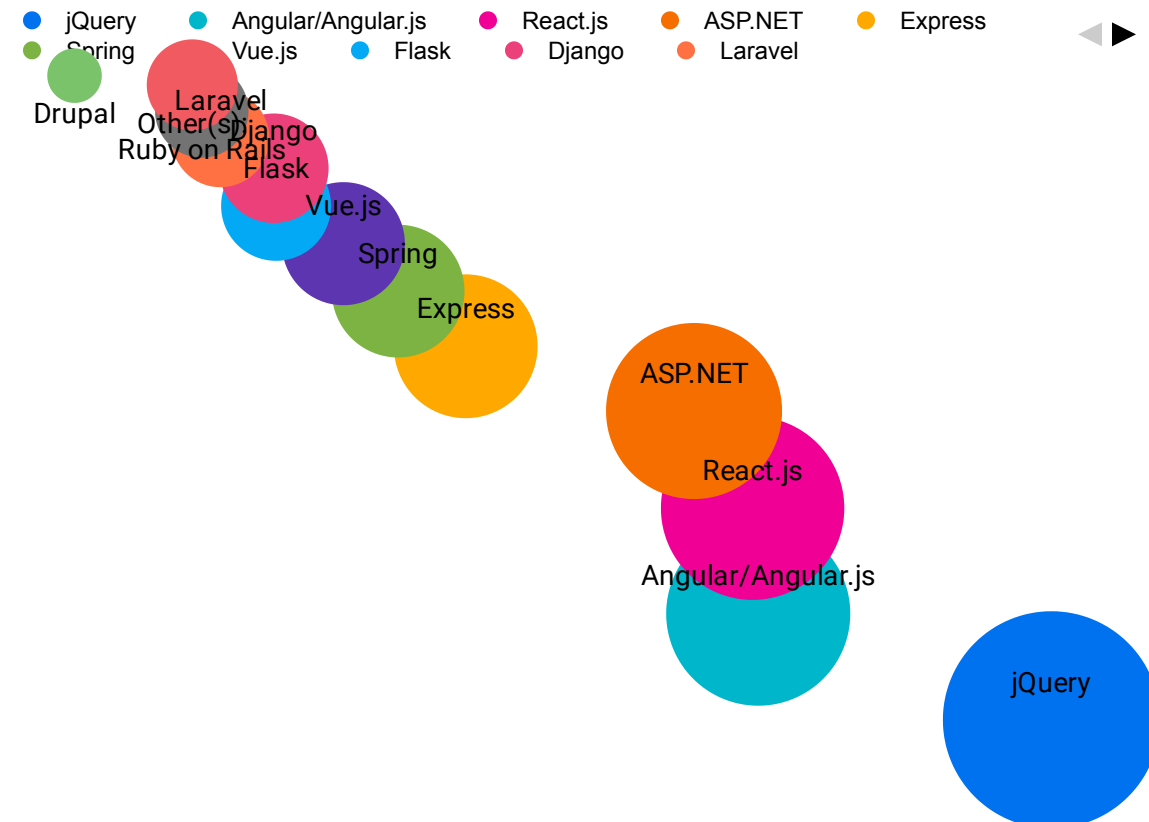 jQuery Angular/Angular.js React.js ASP.NET Express
Spring Vue.js Flask Django Laravel
Drupal
Laravel
Other(s)
Django
Ruby on Rails
Flask
Vue.js
Spring
Express
ASP.NET
React.js
Angular/Angular.js
jQuery